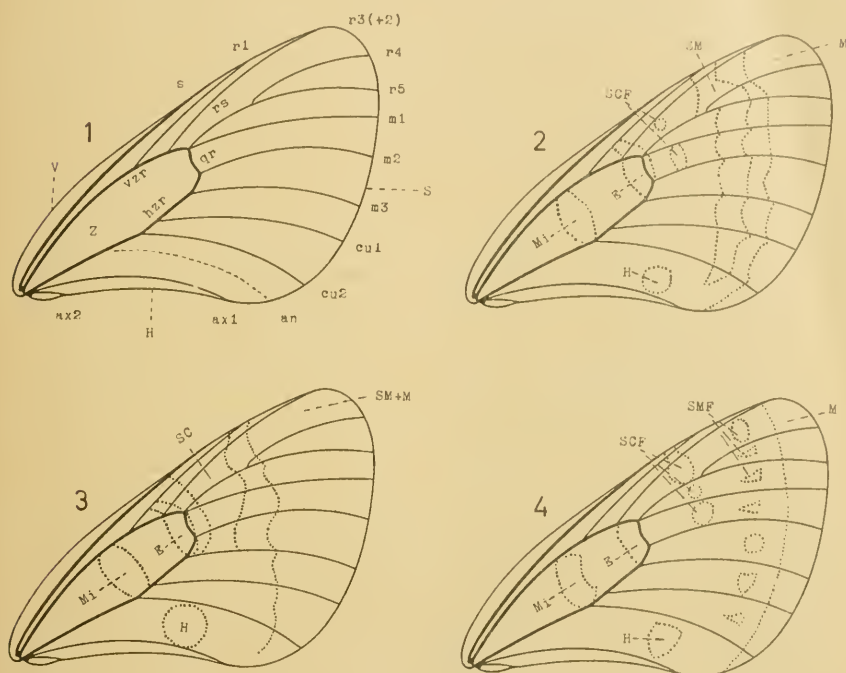 r3(+2)
r1
r4
s
rs
r5
1
m1
qr
m2
V
vzr
S
hzr
m3
Z
cu1
cu2
ax2
ax1
an
H
SM
M
SCF
2
E
Mi
H
SM+M
SC
3
E
Mi
H
SMF
M
SCF
4
E
Mi
H